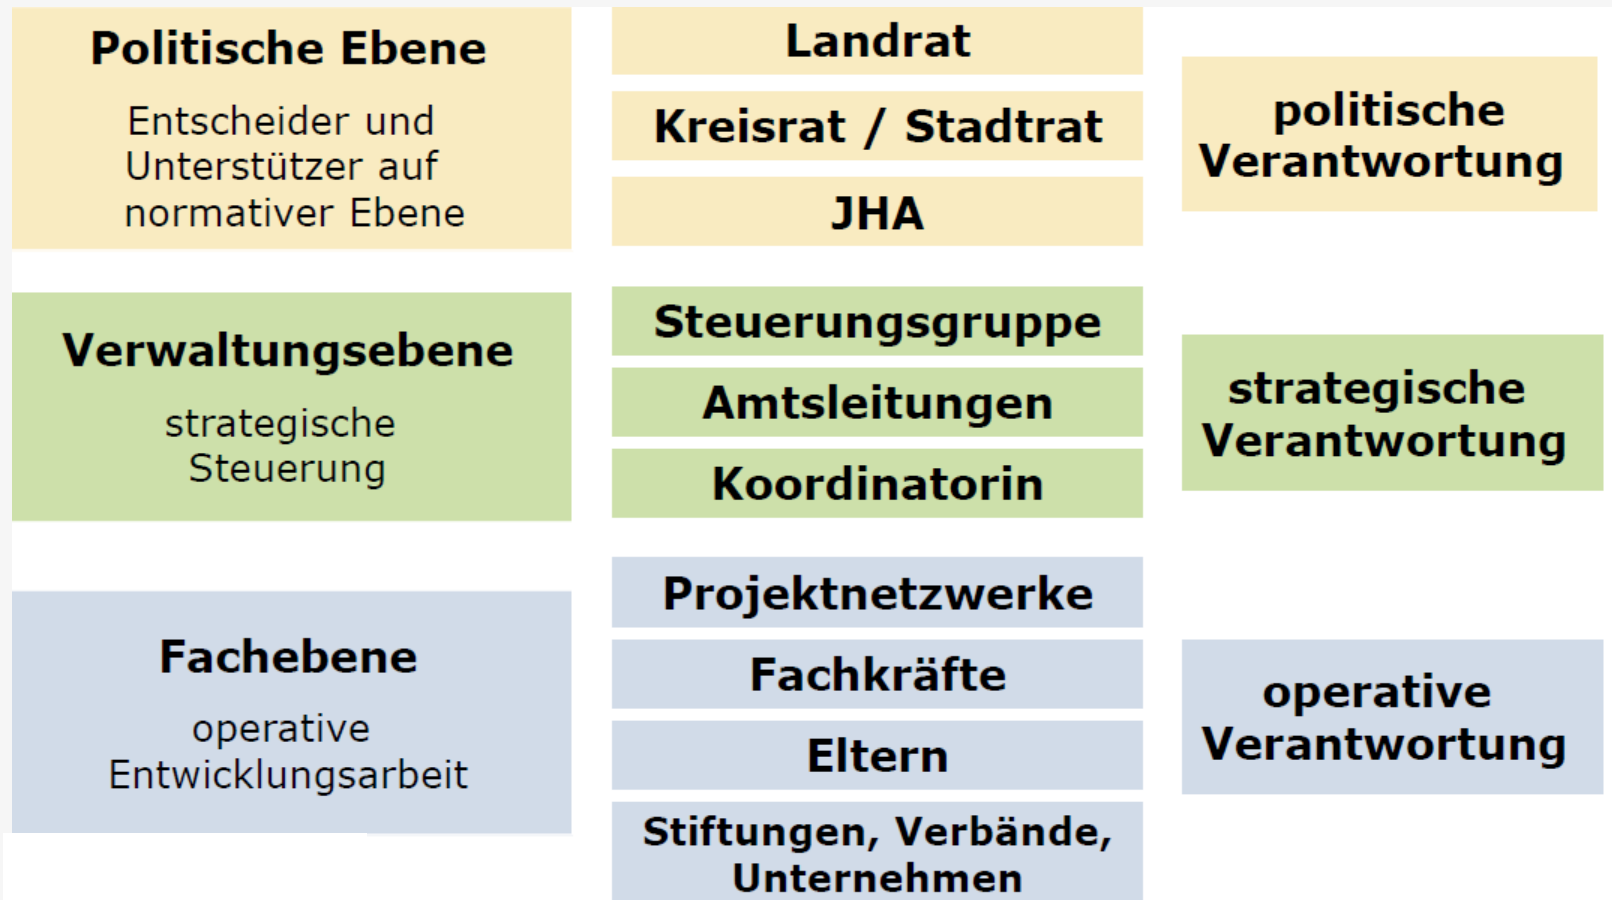 Politische Ebene
Entscheider und
Unterstützer auf
normativer Ebene
Landrat
Kreisrat / Stadtrat
JHA
politische
Verantwortung
Verwaltungsebene
strategische
Steuerung
Steuerungsgruppe
Amtsleitungen
Koordinatorin
strategische
Verantwortung
Fachebene
operative
Entwicklungsarbeit
Projektnetzwerke
Fachkräfte
Eltern
Stiftungen, Verbände,
Unternehmen
operative
Verantwortung